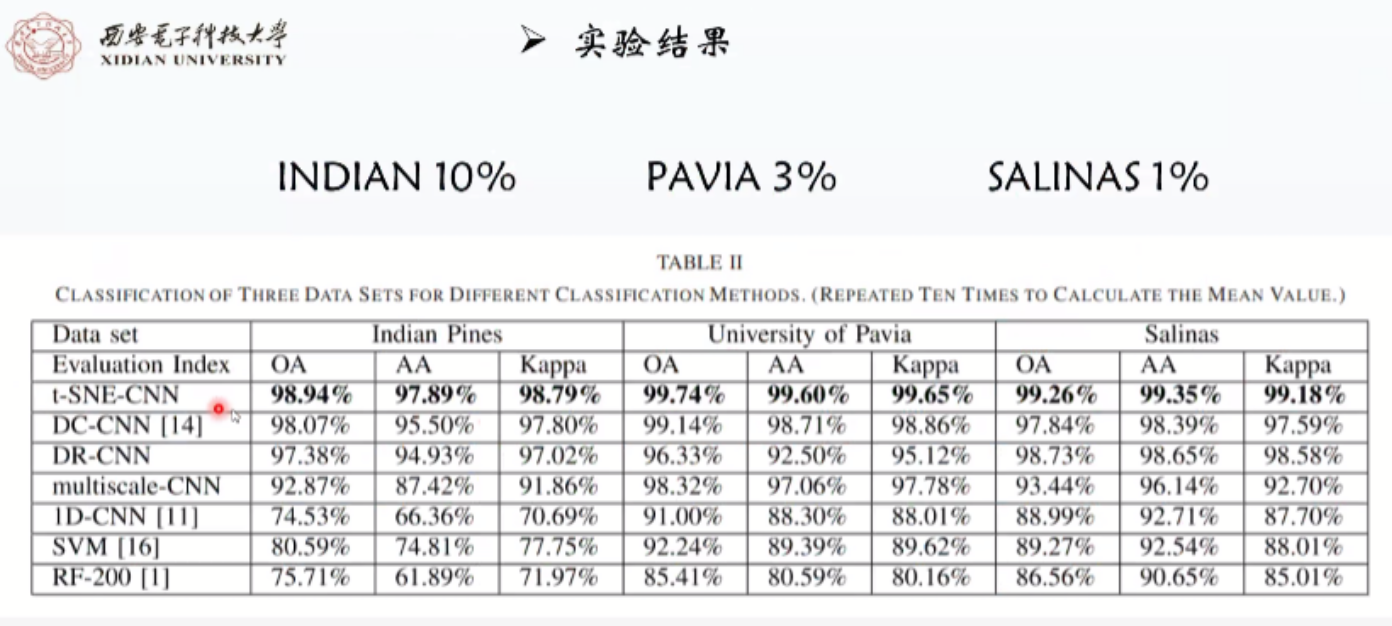 西安電子科技大學
XIDIAN UNIVERSITY
➢ 实验结果
INDIAN 10% PAVIA 3% SALINAS 1%
TABLE II
CLASSIFICATION OF THREE DATA SETS FOR DIFFERENT CLASSIFICATION METHODS. (REPEATED TEN TIMES TO CALCULATE THE MEAN VALUE.)
Data set Indian Pines University of Pavia Salinas
Evaluation Index OA AA Kappa OA AA Kappa OA AA Kappa
t-SNE-CNN 98.94% 97.89% 98.79% 99.74% 99.60% 99.65% 99.26% 99.35% 99.18%
DC-CNN [14] 98.07% 95.50% 97.80% 99.14% 98.71% 98.86% 97.84% 98.39% 97.59%
DR-CNN 97.38% 94.93% 97.02% 96.33% 92.50% 95.12% 98.73% 98.65% 98.58%
multiscale-CNN 92.87% 87.42% 91.86% 98.32% 97.06% 97.78% 93.44% 96.14% 92.70%
1D-CNN [11] 74.53% 66.36% 70.69% 91.00% 88.30% 88.01% 88.99% 92.71% 87.70%
SVM [16] 80.59% 74.81% 77.75% 92.24% 89.39% 89.62% 89.27% 92.54% 88.01%
RF-200 [1] 75.71% 61.89% 71.97% 85.41% 80.59% 80.16% 86.56% 90.65% 85.01%